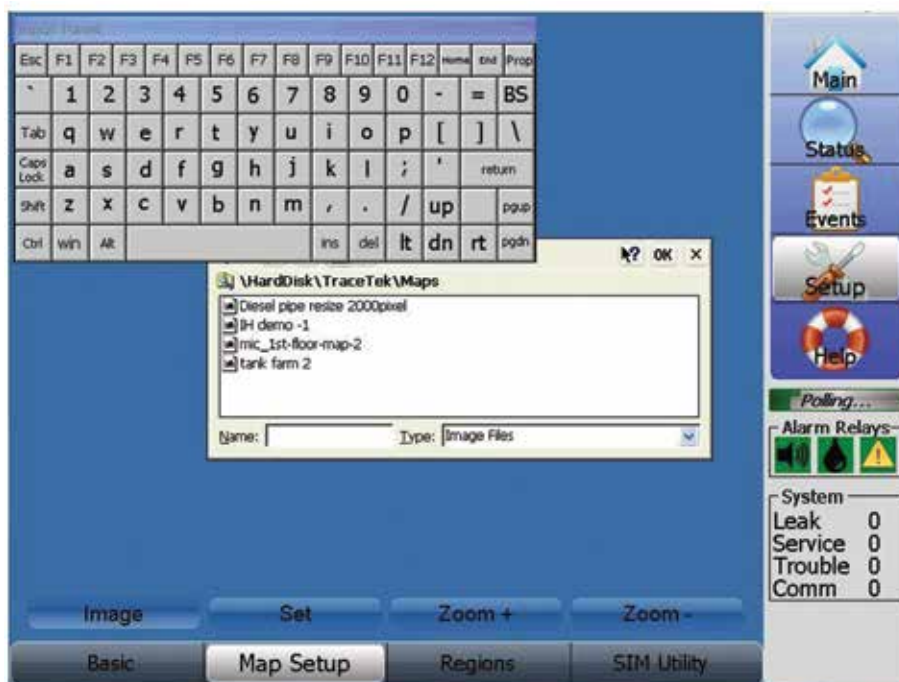 Input Panel
Esc F1 F2 F3 F4 F5 F6 F7 F8 F9 F10 F11 F12 Home End Prop
` 1 2 3 4 5 6 7 8 9 0 - = BS
Tab q w e r t y u i o p [ ] \
Caps Lock a s d f g h j k l ; ' return
Shift z x c v b n m , . / up pgup
Ctrl win Alt ins del lt dn rt pgdn
? OK ×
\HardDisk\TraceTek\Maps
Diesel pipe resize 2000pixel
IH demo -1
mic_1st-floor-map-2
tank farm 2
Name: Type: Image Files
Main
Status
Events
Setup
Help
Polling...
Alarm Relays
System
Leak 0
Service 0
Trouble 0
Comm 0
Image Set Zoom + Zoom -
Basic Map Setup Regions SIM Utility